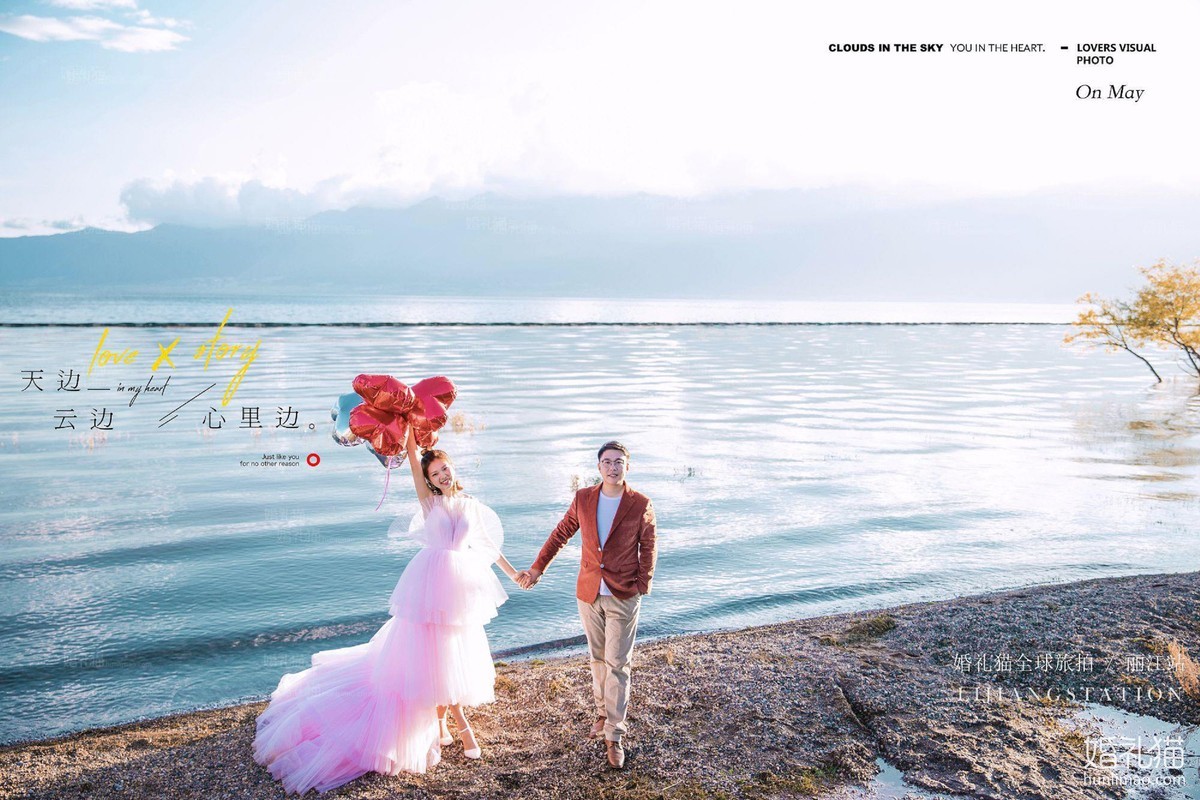 CLOUDS IN THE SKY YOU IN THE HEART. – LOVERS VISUAL
PHOTO
On May
love x story
天边 — in my heart
云边 // 心里边。
Just like you
for no other reason
婚礼猫全球旅拍 / 丽江站
LIJIANGSTATION
婚礼猫
hunlimao.com